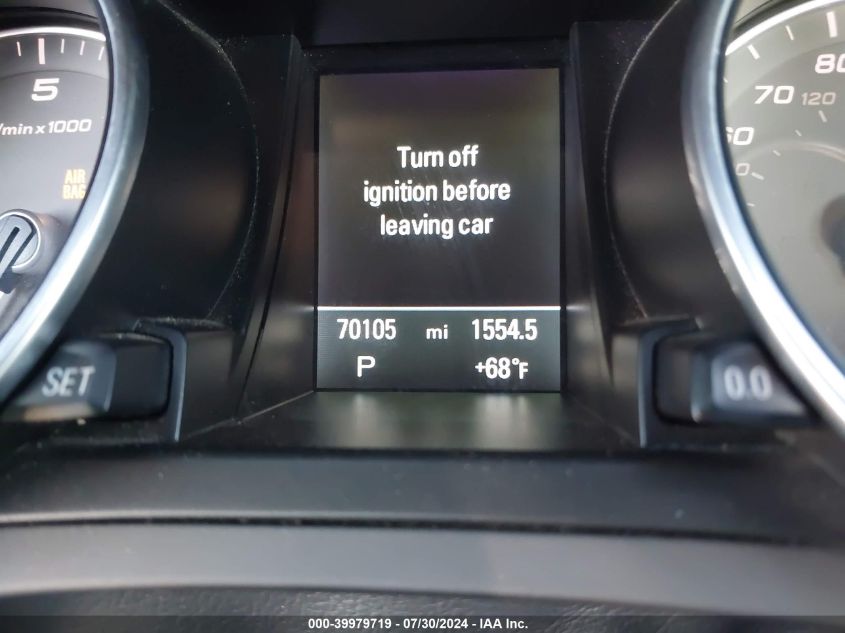 5
/min x 1000
AIR
BAG
Turn off
ignition before
leaving car
70105 mi 1554.5
P +68°F
SET
0.0
80
70 120
60
000-39979719 / 07/30/2024 - IAA Inc.